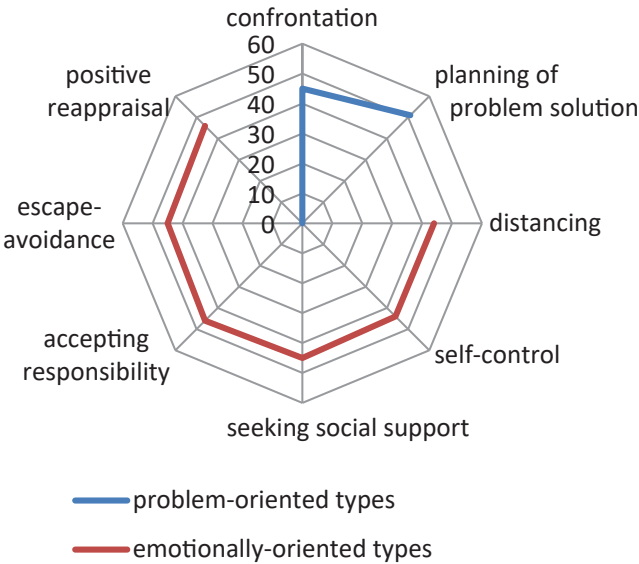 confrontation
60
50
40
30
20
10
0
planning of
problem solution
distancing
self-control
seeking social support
accepting
responsibility
escape-
avoidance
positive
reappraisal
problem-oriented types
emotionally-oriented types